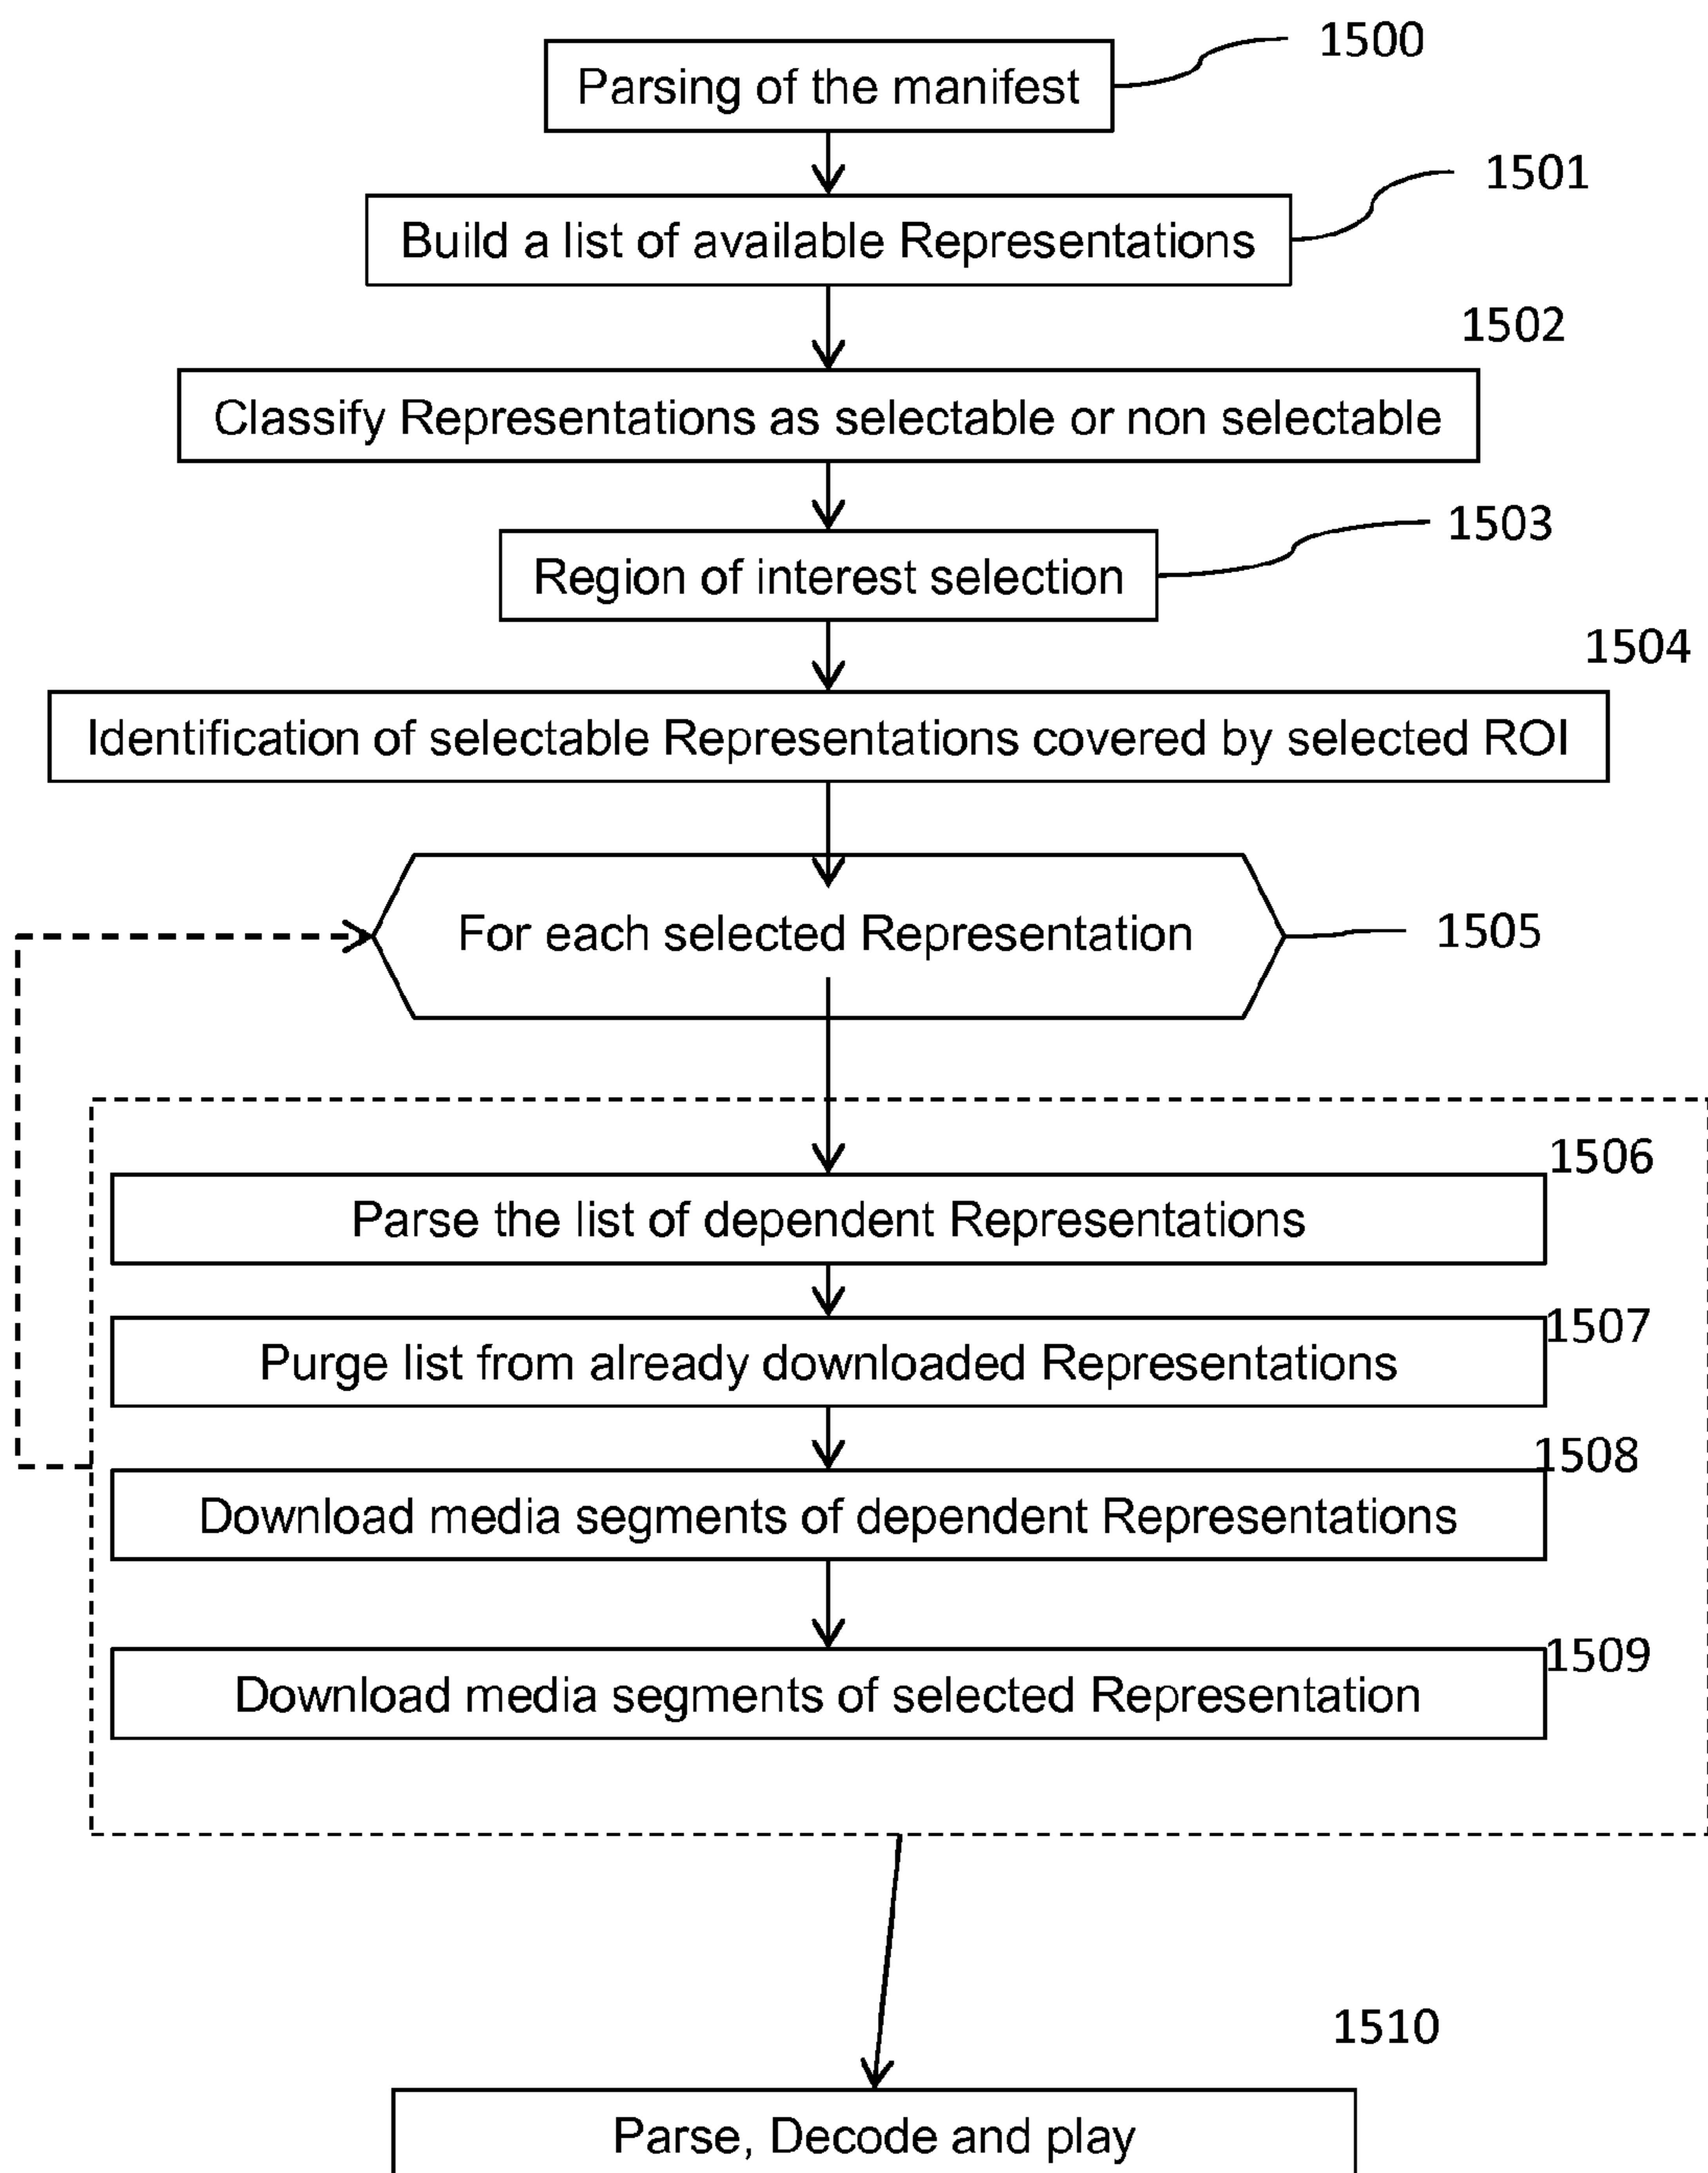 1500
Parsing of the manifest
1501
Build a list of available Representations
1502
Classify Representations as selectable or non selectable
1503
Region of interest selection
1504
Identification of selectable Representations covered by selected ROI
For each selected Representation
1505
1506
Parse the list of dependent Representations
1507
Purge list from already downloaded Representations
1508
Download media segments of dependent Representations
1509
Download media segments of selected Representation
1510
Parse, Decode and play